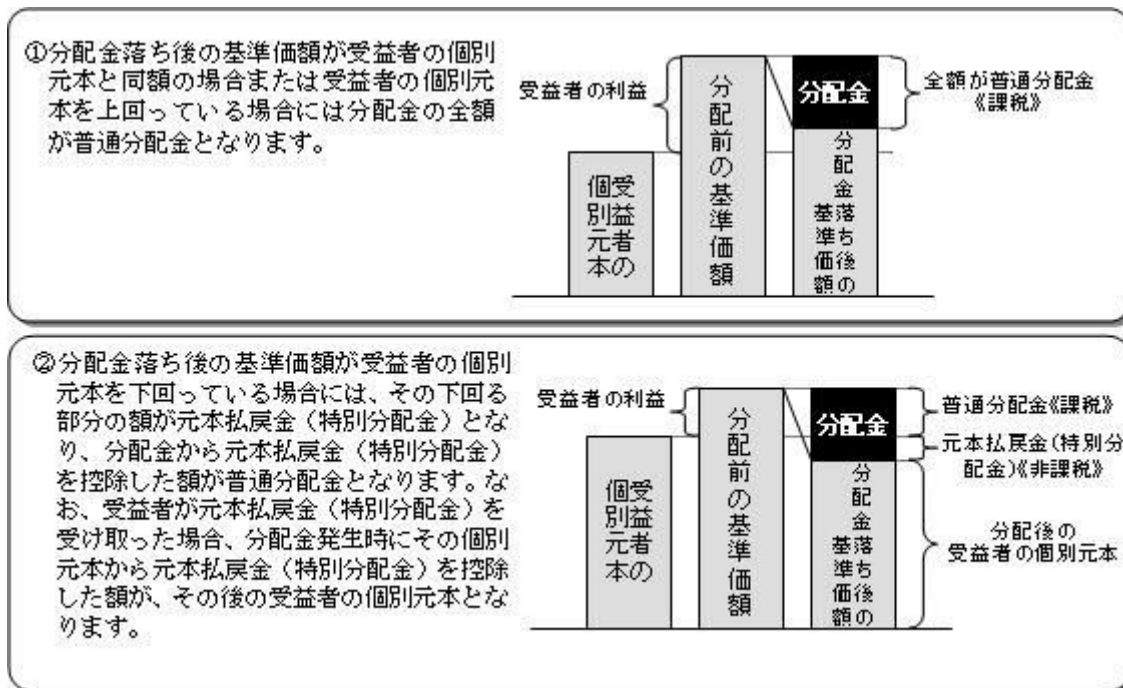 ①分配金落ち後の基準価額が受益者の個別
元本と同額の場合または受益者の個別元
本を上回っている場合には分配金の全額
が普通分配金となります。
受益者の利益
受益者の
個別元本
分配前の基準価額
分配金
分配金落ち後の
基準価額
全額が普通分配金
《課税》
②分配金落ち後の基準価額が受益者の個別
元本を下回っている場合には、その下回る
部分の額が元本払戻金（特別分配金）とな
り、分配金から元本払戻金（特別分配金）
を控除した額が普通分配金となります。な
お、受益者が元本払戻金（特別分配金）を
受け取った場合、分配金発生時にその個別
元本から元本払戻金（特別分配金）を控除
した額が、その後の受益者の個別元本とな
ります。
受益者の利益
受益者の
個別元本
分配前の基準価額
分配金
分配金落ち後の
基準価額
普通分配金《課税》
元本払戻金(特別分
配金)《非課税》
分配後の
受益者の個別元本